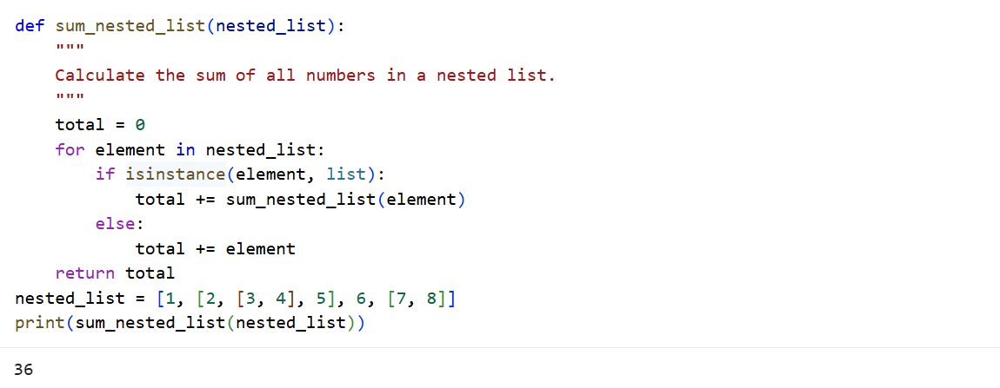 def sum_nested_list(nested_list):
    """
    Calculate the sum of all numbers in a nested list.
    """
    total = 0
    for element in nested_list:
        if isinstance(element, list):
            total += sum_nested_list(element)
        else:
            total += element
    return total
nested_list = [1, [2, [3, 4], 5], 6, [7, 8]]
print(sum_nested_list(nested_list))
36